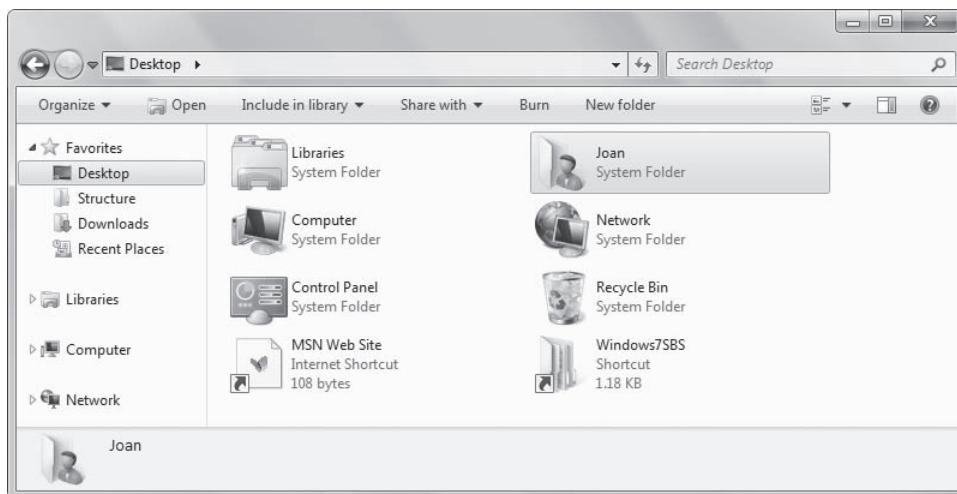 Desktop
Search Desktop
Organize Open Include in library Share with Burn New folder
Favorites
Desktop
Structure
Downloads
Recent Places
Libraries
Computer
Network
Libraries
System Folder
Joan
System Folder
Computer
System Folder
Network
System Folder
Control Panel
System Folder
Recycle Bin
System Folder
MSN Web Site
Internet Shortcut
108 bytes
Windows7SBS
Shortcut
1.18 KB
Joan